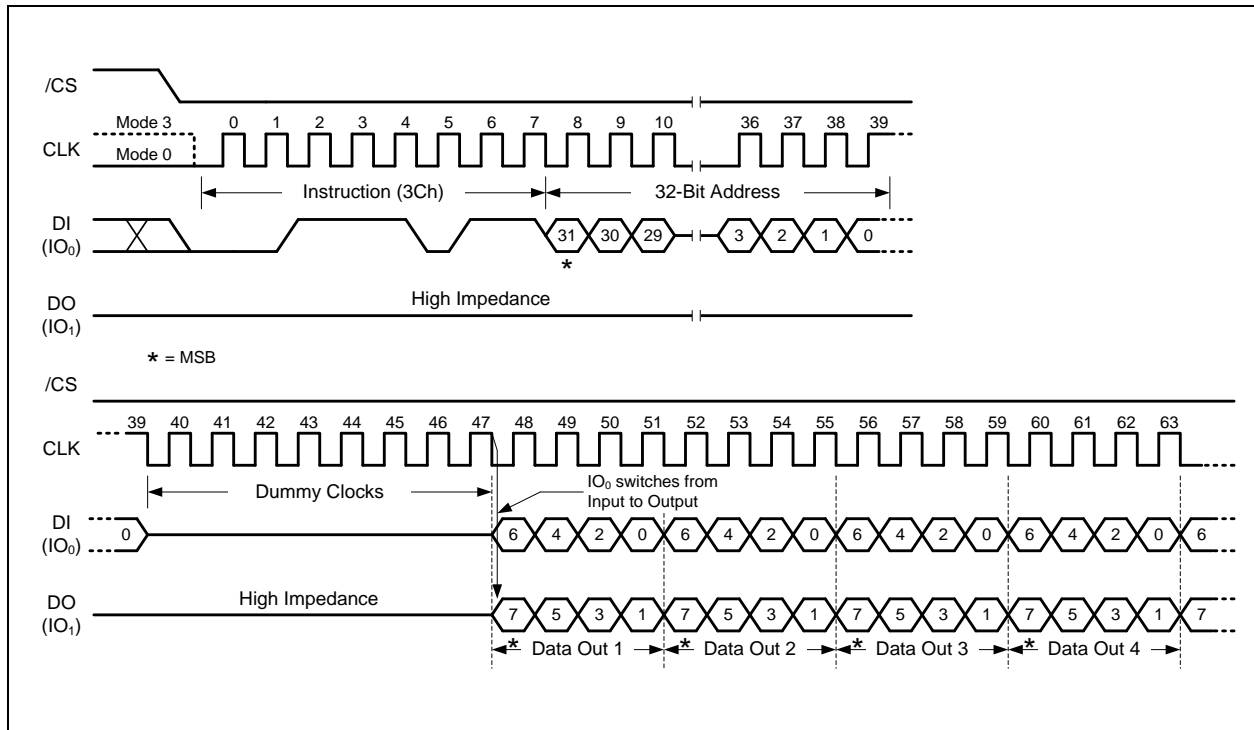 /CS
Mode 3 0 1 2 3 4 5 6 7 8 9 10 36 37 38 39
CLK
Mode 0
Instruction (3Ch) 32-Bit Address
DI
(IO₀)
31 30 29 3 2 1 0
*
DO
(IO₁)
High Impedance
* = MSB
/CS
39 40 41 42 43 44 45 46 47 48 49 50 51 52 53 54 55 56 57 58 59 60 61 62 63
CLK
Dummy Clocks
IO₀ switches from
Input to Output
DI
(IO₀)
0 6 4 2 0 6 4 2 0 6 4 2 0 6 4 2 0 6
DO
(IO₁)
High Impedance
7 5 3 1 7 5 3 1 7 5 3 1 7 5 3 1 7
* Data Out 1 * Data Out 2 * Data Out 3 * Data Out 4